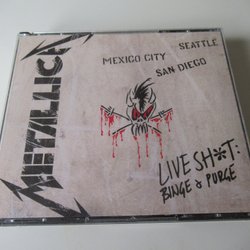 METALLICA
SEATTLE
MEXICO CITY
SAN DIEGO
LIVE SH*T:
BINGE & PURGE